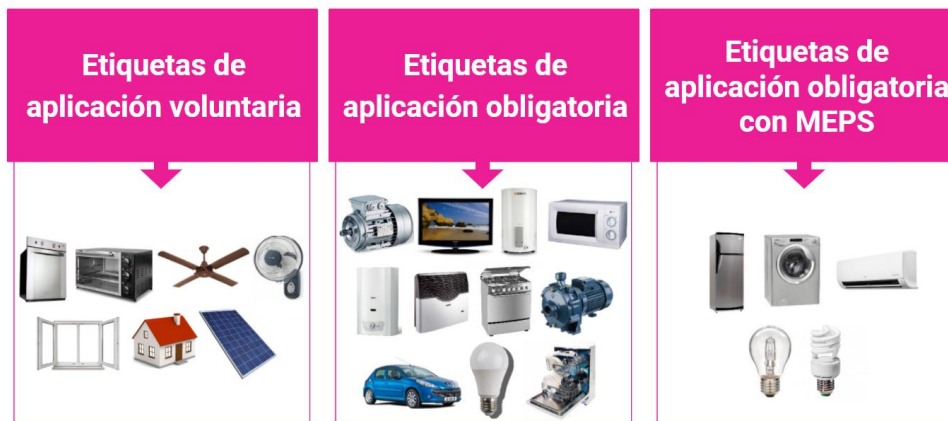 Etiquetas de
aplicación voluntaria
Etiquetas de
aplicación obligatoria
Etiquetas de
aplicación obligatoria
con MEPS